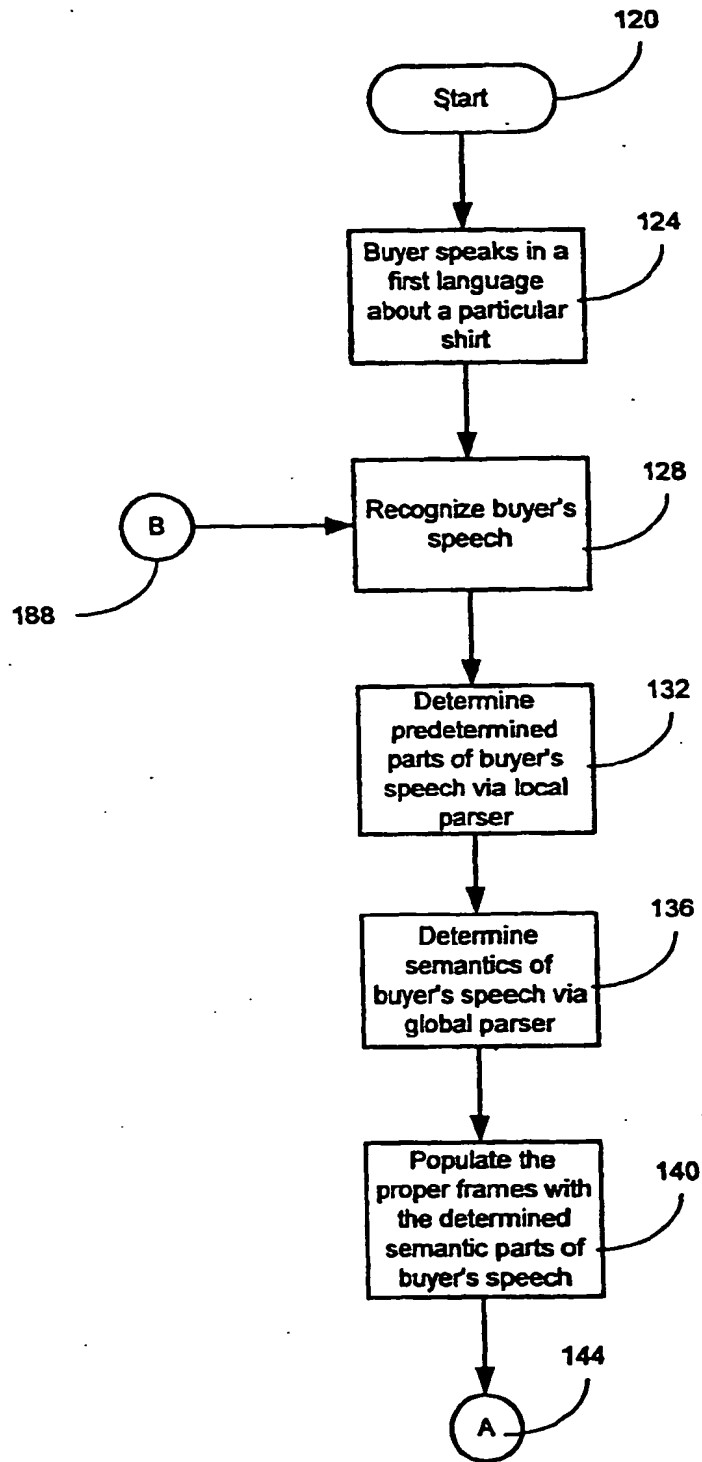 120
Start
124
Buyer speaks in a
first language
about a particular
shirt
128
Recognize buyer's
speech
B
188
132
Determine
predetermined
parts of buyer's
speech via local
parser
136
Determine
semantics of
buyer's speech via
global parser
140
Populate the
proper frames with
the determined
semantic parts of
buyer's speech
144
A